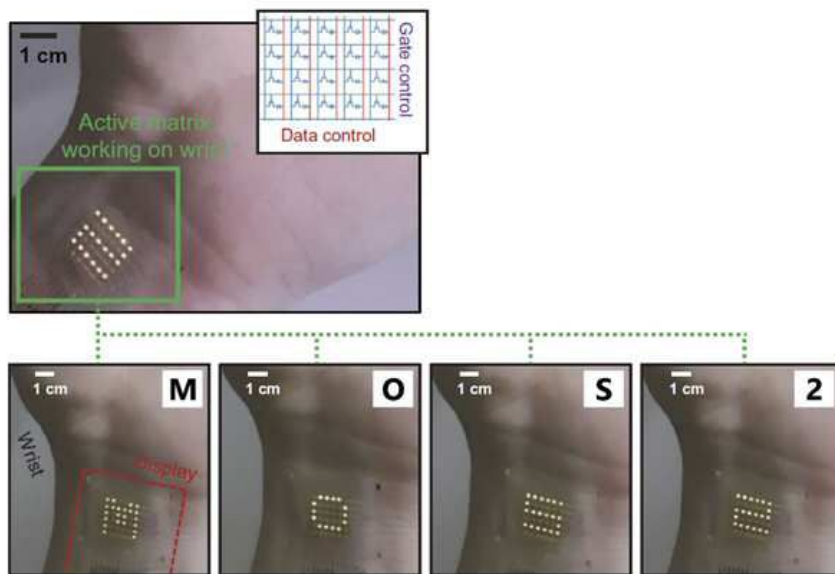 1 cm
Gate control
Data control
Active matrix
working on wrist
1 cm
M
Wrist
Display
1 cm
O
1 cm
S
1 cm
2